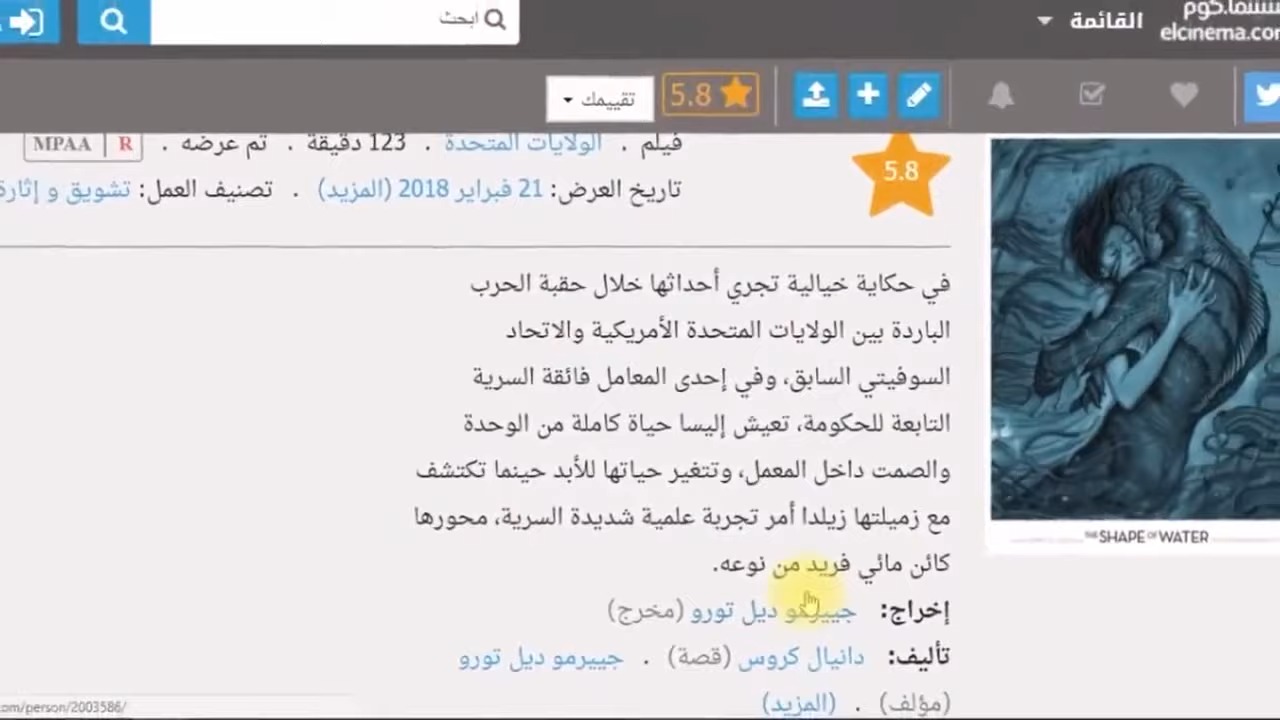 السينما.كوم
elcinema.com
القائمة
ابحث
5.8
تقييمك
فيلم . الولايات المتحدة . 123 دقيقة . تم عرضه . MPAA R
تاريخ العرض: 21 فبراير 2018 (المزيد) . تصنيف العمل: تشويق و إثارة
5.8
في حكاية خيالية تجري أحداثها خلال حقبة الحرب
الباردة بين الولايات المتحدة الأمريكية والاتحاد
السوفيتي السابق، وفي إحدى المعامل فائقة السرية
التابعة للحكومة، تعيش إليسا حياة كاملة من الوحدة
والصمت داخل المعمل، وتتغير حياتها للأبد حينما تكتشف
مع زميلتها زيلدا أمر تجربة علمية شديدة السرية، محورها
كائن مائي فريد من نوعه.
إخراج: جييرمو ديل تورو (مخرج)
تأليف: دانيال كروس (قصة) . جييرمو ديل تورو
(مؤلف) . (المزيد)
THE SHAPE OF WATER
com/person/2003586/